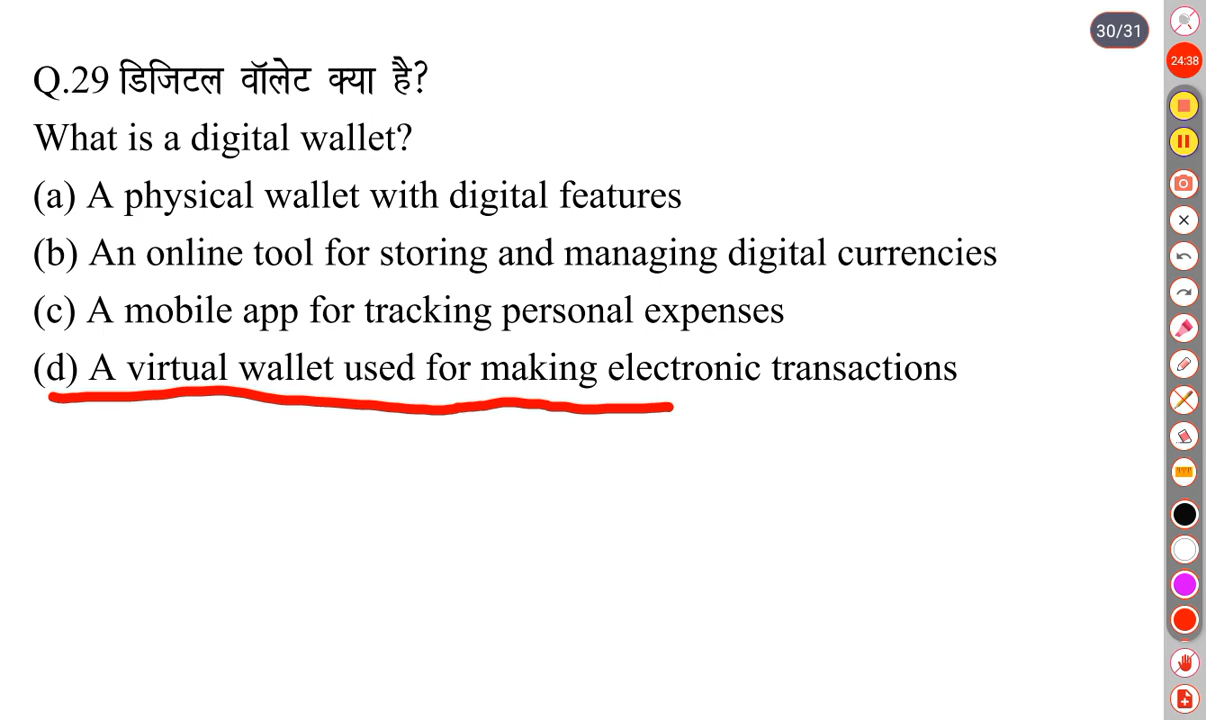 30/31
24:38
Q.29 डिजिटल वॉलेट क्या है?
What is a digital wallet?
(a) A physical wallet with digital features
(b) An online tool for storing and managing digital currencies
(c) A mobile app for tracking personal expenses
(d) A virtual wallet used for making electronic transactions